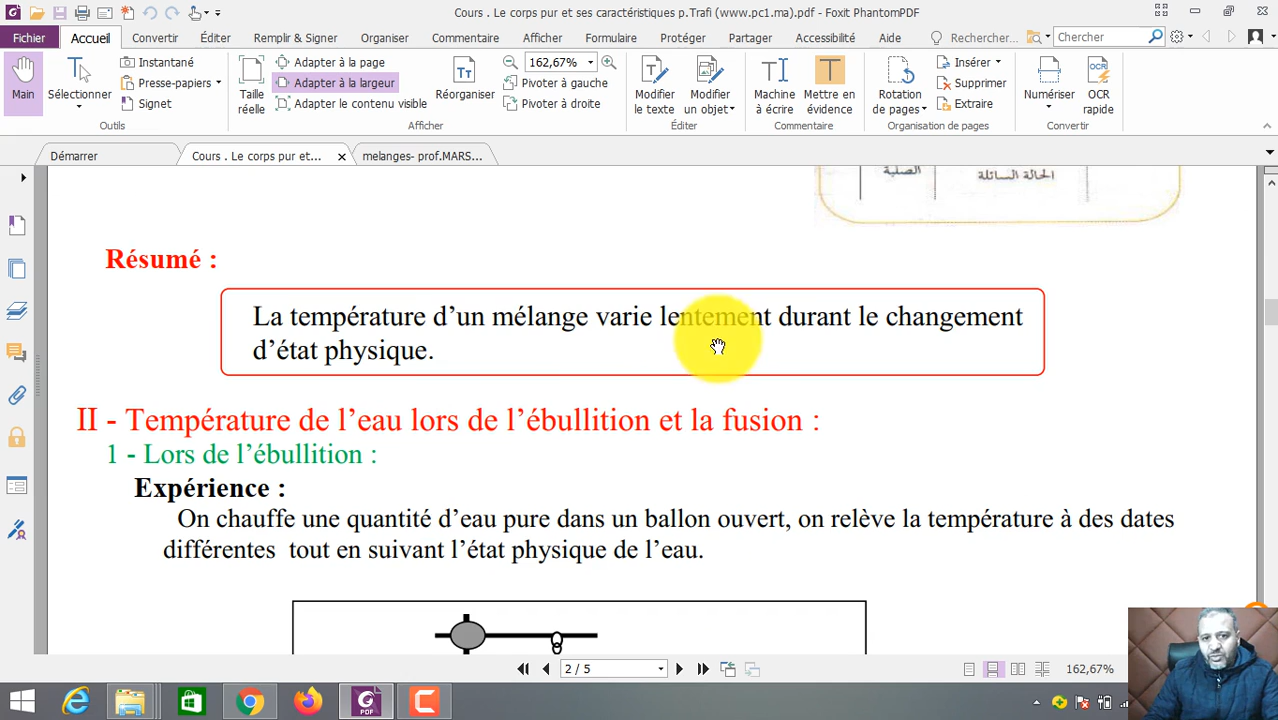 Cours . Le corps pur et ses caractéristiques p.Trafi (www.pc1.ma).pdf - Foxit PhantomPDF
Fichier Accueil Convertir Éditer Remplir & Signer Organiser Commentaire Afficher Formulaire Protéger Partager Accessibilité Aide Rechercher... Chercher
Main
Sélectionner
Instantané
Presse-papiers
Signet
Outils
Taille réelle
Adapter à la page
Adapter à la largeur
Adapter le contenu visible
Réorganiser
162,67%
Pivoter à gauche
Pivoter à droite
Afficher
Modifier le texte
Modifier un objet
Éditer
Machine à écrire
Mettre en évidence
Commentaire
Rotation de pages
Insérer
Supprimer
Extraire
Organisation de pages
Numériser
OCR rapide
Convertir
Démarrer Cours . Le corps pur et... melanges- prof.MARS...
الحالة السائلة الصلبة
Résumé :
La température d'un mélange varie lentement durant le changement
d'état physique.
II - Température de l'eau lors de l'ébullition et la fusion :
1 - Lors de l'ébullition :
Expérience :
On chauffe une quantité d'eau pure dans un ballon ouvert, on relève la température à des dates
différentes tout en suivant l'état physique de l'eau.
2 / 5
162,67%
PDF